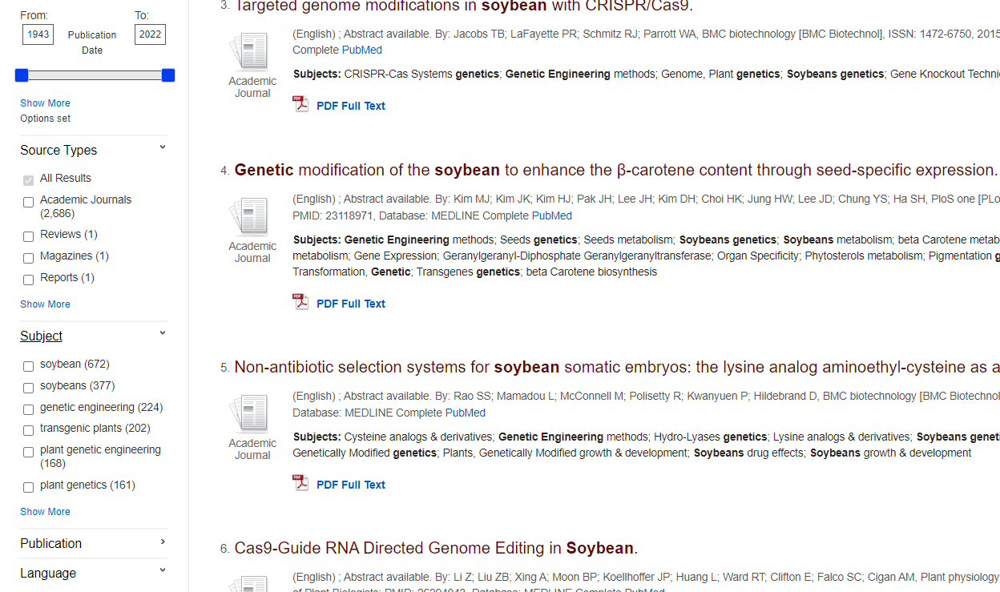 From:
To:
1943
Publication
Date
2022
Show More
Options set
Source Types
All Results
Academic Journals
(2,686)
Reviews (1)
Magazines (1)
Reports (1)
Show More
Subject
soybean (672)
soybeans (377)
genetic engineering (224)
transgenic plants (202)
plant genetic engineering
(168)
plant genetics (161)
Show More
Publication
Language
3. Targeted genome modifications in soybean with CRISPR/Cas9.
(English) ; Abstract available. By: Jacobs TB; LaFayette PR; Schmitz RJ; Parrott WA, BMC biotechnology [BMC Biotechnol], ISSN: 1472-6750, 2015
Complete PubMed
Academic
Journal
Subjects: CRISPR-Cas Systems genetics; Genetic Engineering methods; Genome, Plant genetics; Soybeans genetics; Gene Knockout Techni
PDF Full Text
4. Genetic modification of the soybean to enhance the β-carotene content through seed-specific expression.
(English) ; Abstract available. By: Kim MJ; Kim JK; Kim HJ; Pak JH; Lee JH; Kim DH; Choi HK; Jung HW; Lee JD; Chung YS; Ha SH, PloS one [PLo
PMID: 23118971, Database: MEDLINE Complete PubMed
Academic
Journal
Subjects: Genetic Engineering methods; Seeds genetics; Seeds metabolism; Soybeans genetics; Soybeans metabolism; beta Carotene metab
metabolism; Gene Expression; Geranylgeranyl-Diphosphate Geranylgeranyltransferase; Organ Specificity; Phytosterols metabolism; Pigmentation g
Transformation, Genetic; Transgenes genetics; beta Carotene biosynthesis
PDF Full Text
5. Non-antibiotic selection systems for soybean somatic embryos: the lysine analog aminoethyl-cysteine as a
(English) ; Abstract available. By: Rao SS; Mamadou L; McConnell M; Polisetty R; Kwanyuen P; Hildebrand D, BMC biotechnology [BMC Biotechnol
Database: MEDLINE Complete PubMed
Academic
Journal
Subjects: Cysteine analogs & derivatives; Genetic Engineering methods; Hydro-Lyases genetics; Lysine analogs & derivatives; Soybeans geneti
Genetically Modified genetics; Plants, Genetically Modified growth & development; Soybeans drug effects; Soybeans growth & development
PDF Full Text
6. Cas9-Guide RNA Directed Genome Editing in Soybean.
(English) ; Abstract available. By: Li Z; Liu ZB; Xing A; Moon BP; Koellhoffer JP; Huang L; Ward RT; Clifton E; Falco SC; Cigan AM, Plant physiology
of Plant Biologists; PMID: 26294043, Database: MEDLINE Complete PubMed